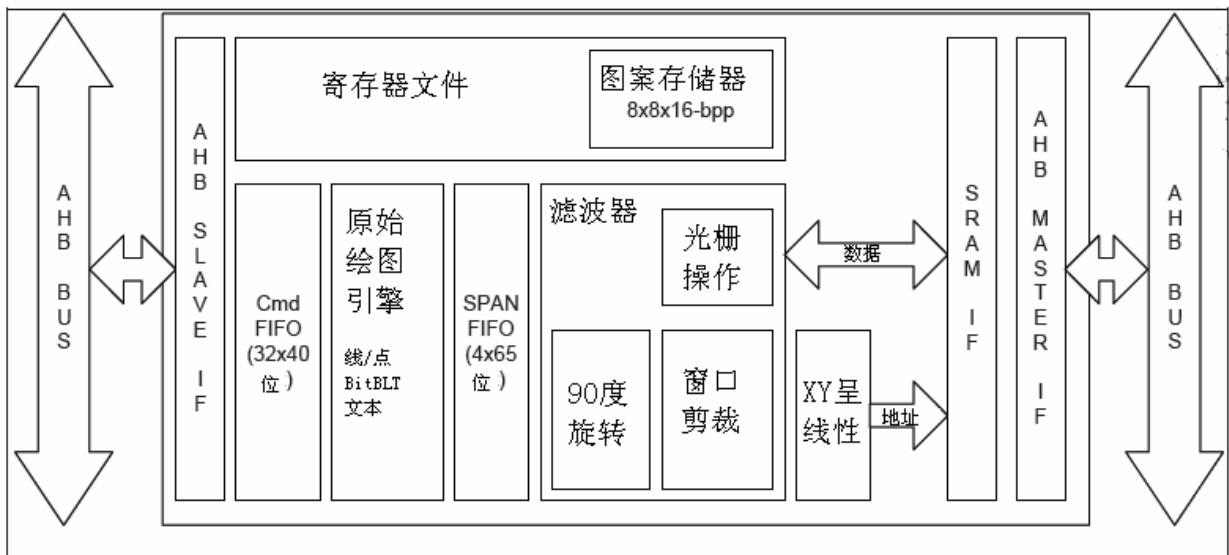 AHB BUS
AHB SLAVE IF
寄存器文件
图案存储器
8x8x16-bpp
Cmd
FIFO
(32x40
位)
原始
绘图
引擎
线/点
BitBLT
文本
SPAN
FIFO
(4x65
位)
滤波器
光栅
操作
90度
旋转
窗口
剪裁
XY呈
线性
数据
地址
SRAM IF
AHB MASTER IF
AHB BUS